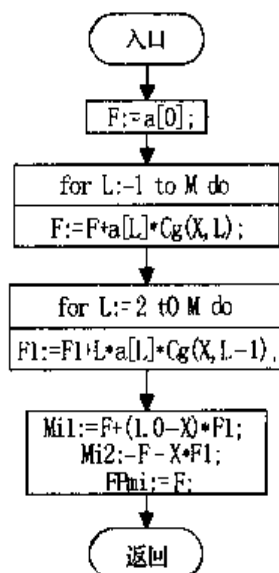 入口
F:=a[0];
for L:-1 to M do
F:=F+a[L]*Cg(X,L);
for L:=2 tO M do
F1:=F1+L*a[L]*Cg(X,L-1),
Mi1:=F+(1.0-X)*F1;
Mi2:-F-X*F1;
FPmi:=F;
返回